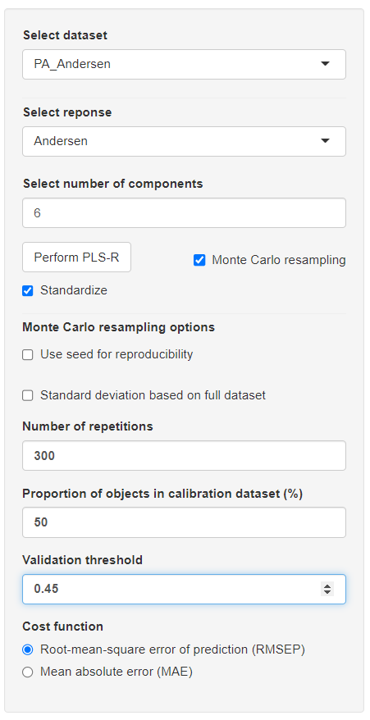 Select dataset
PA_Andersen
Select reponse
Andersen
Select number of components
6
Perform PLS-R
Monte Carlo resampling
Standardize
Monte Carlo resampling options
Use seed for reproducibility
Standard deviation based on full dataset
Number of repetitions
300
Proportion of objects in calibration dataset (%)
50
Validation threshold
0.45
Cost function
Root-mean-square error of prediction (RMSEP)
Mean absolute error (MAE)